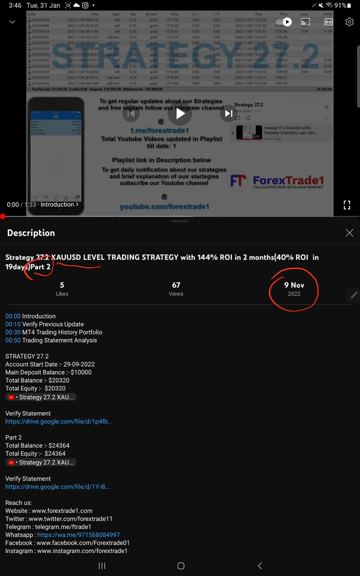 3:46 Tue, 31 Jan
91%
STRATEGY 27.2
To get regular updates about our Strategies
and free signals follow our Telegram channel
t.me/forextrade1
Total Youtube Videos updated in Playlist
till date: 1
Playlist link in Description below
To get daily notification about our strategies
and brief explanation of our startegies
subscribe our Youtube channel
youtube.com/forextrade1
Strategy 27.2
ForexTrade1
0:00 / 1:33 • Introduction >
Description
Strategy 27.2 XAUUSD LEVEL TRADING STRATEGY with 144% ROI in 2 months(40% ROI in
19days)Part 2
5 67 9 Nov
Likes Views 2022
00:00 Introduction
00:10 Verify Previous Update
00:30 MT4 Trading History Portfolio
00:50 Trading Statement Analysis
STRATEGY 27.2
Account Start Date :- 29-09-2022
Main Deposit Balance :- $10000
Total Balance :- $20320
Total Equity :- $20320
• Strategy 27.2 XAU...
Verify Statement
https://drive.google.com/file/d/1p4fb...
Part 2
Total Balance :- $24364
Total Equity :- $24364
• Strategy 27.2 XAU...
Verify Statement
https://drive.google.com/file/d/1Y-i8...
Reach us:
Website : www.forextrade1.com
Twitter : www.twitter.com/forextrade11
Telegram : telegram.me/ftrade1
Whatsapp : https://wa.me/971568084997
Facebook : www.facebook.com/Forextrade01
Instagram : www.instagram.com/forextrade1